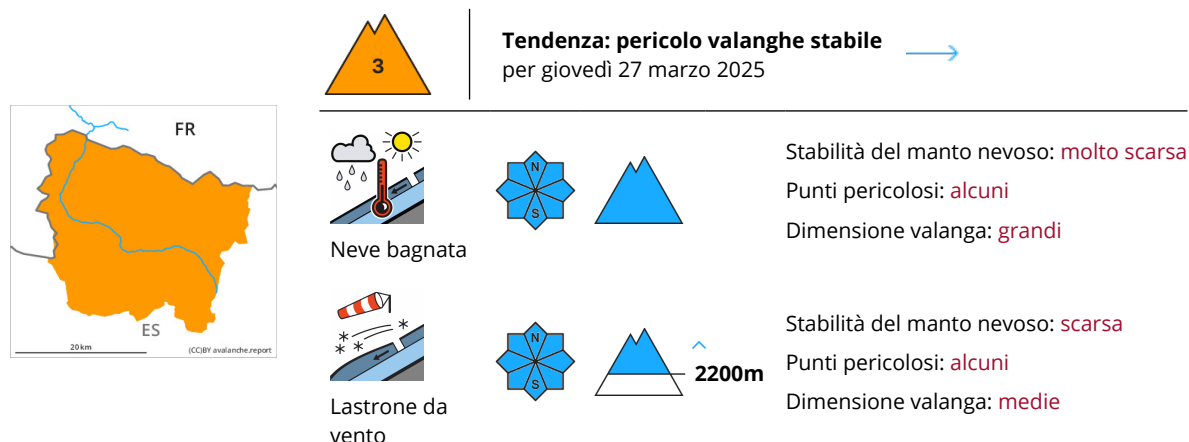 3
Tendenza: pericolo valanghe stabile
per giovedì 27 marzo 2025
FR
ES
20 km
(CC)BY avalanche.report
N
S
Neve bagnata
Stabilità del manto nevoso: molto scarsa
Punti pericolosi: alcuni
Dimensione valanga: grandi
N
S
2200m
Lastrone da
vento
Stabilità del manto nevoso: scarsa
Punti pericolosi: alcuni
Dimensione valanga: medie